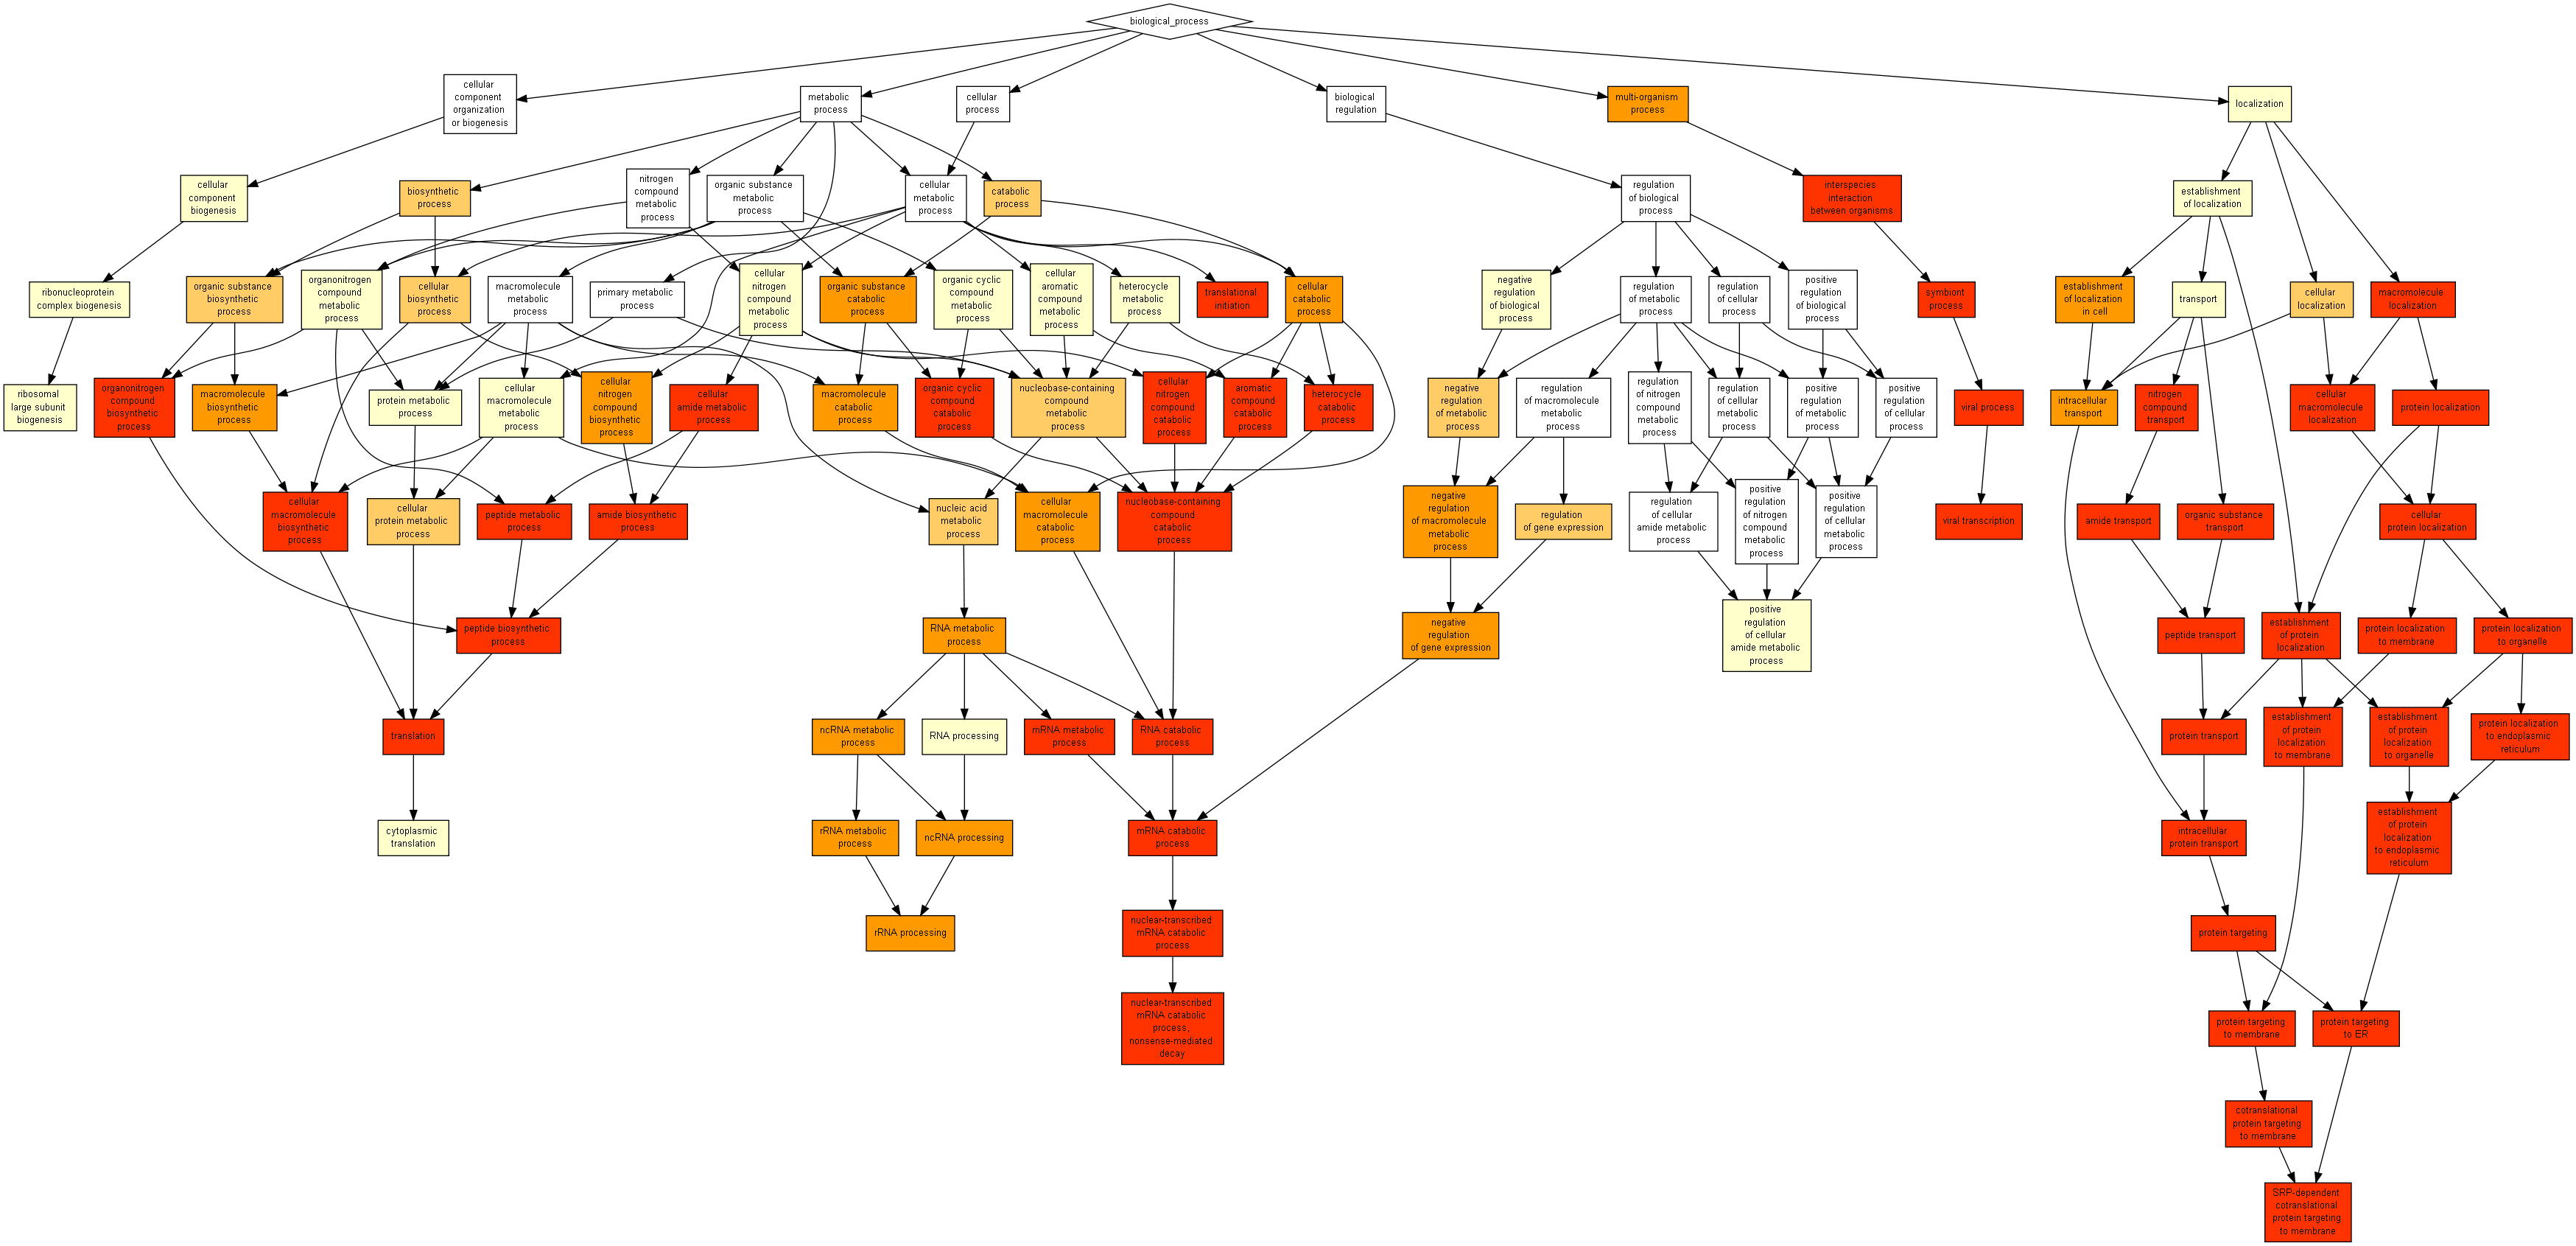 biological_process
cellular
component
organization
or biogenesis
metabolic
process
cellular
process
biological
regulation
multi-organism
process
localization
cellular
component
biogenesis
biosynthetic
process
nitrogen
compound
metabolic
process
organic substance
metabolic
process
cellular
metabolic
process
catabolic
process
regulation
of biological
process
interspecies
interaction
between organisms
establishment
of localization
ribonucleoprotein
complex biogenesis
organic substance
biosynthetic
process
organonitrogen
compound
metabolic
process
cellular
biosynthetic
process
macromolecule
metabolic
process
primary metabolic
process
cellular
nitrogen
compound
metabolic
process
organic substance
catabolic
process
organic cyclic
compound
metabolic
process
cellular
aromatic
compound
metabolic
process
heterocycle
metabolic
process
translational
initiation
cellular
catabolic
process
negative
regulation
of biological
process
regulation
of metabolic
process
regulation
of cellular
process
positive
regulation
of biological
process
symbiont
process
establishment
of localization
in cell
transport
cellular
localization
macromolecule
localization
ribosomal
large subunit
biogenesis
organonitrogen
compound
biosynthetic
process
macromolecule
biosynthetic
process
protein metabolic
process
cellular
macromolecule
metabolic
process
cellular
nitrogen
compound
biosynthetic
process
cellular
amide metabolic
process
macromolecule
catabolic
process
organic cyclic
compound
catabolic
process
nucleobase-containing
compound
metabolic
process
cellular
nitrogen
compound
catabolic
process
aromatic
compound
catabolic
process
heterocycle
catabolic
process
negative
regulation
of metabolic
process
regulation
of macromolecule
metabolic
process
regulation
of nitrogen
compound
metabolic
process
regulation
of cellular
metabolic
process
positive
regulation
of metabolic
process
positive
regulation
of cellular
process
viral process
intracellular
transport
nitrogen
compound
transport
cellular
macromolecule
localization
protein localization
cellular
macromolecule
biosynthetic
process
cellular
protein metabolic
process
peptide metabolic
process
amide biosynthetic
process
nucleic acid
metabolic
process
cellular
macromolecule
catabolic
process
nucleobase-containing
compound
catabolic
process
negative
regulation
of macromolecule
metabolic
process
regulation
of gene expression
regulation
of cellular
amide metabolic
process
positive
regulation
of nitrogen
compound
metabolic
process
positive
regulation
of cellular
metabolic
process
viral transcription
amide transport
organic substance
transport
cellular
protein localization
peptide biosynthetic
process
RNA metabolic
process
negative
regulation
of gene expression
positive
regulation
of cellular
amide metabolic
process
peptide transport
establishment
of protein
localization
protein localization
to membrane
protein localization
to organelle
translation
ncRNA metabolic
process
RNA processing
mRNA metabolic
process
RNA catabolic
process
protein transport
establishment
of protein
localization
to membrane
establishment
of protein
localization
to organelle
protein localization
to endoplasmic
reticulum
cytoplasmic
translation
rRNA metabolic
process
ncRNA processing
mRNA catabolic
process
intracellular
protein transport
establishment
of protein
localization
to endoplasmic
reticulum
rRNA processing
nuclear-transcribed
mRNA catabolic
process
protein targeting
nuclear-transcribed
mRNA catabolic
process,
nonsense-mediated
decay
protein targeting
to membrane
protein targeting
to ER
cotranslational
protein targeting
to membrane
SRP-dependent
cotranslational
protein targeting
to membrane